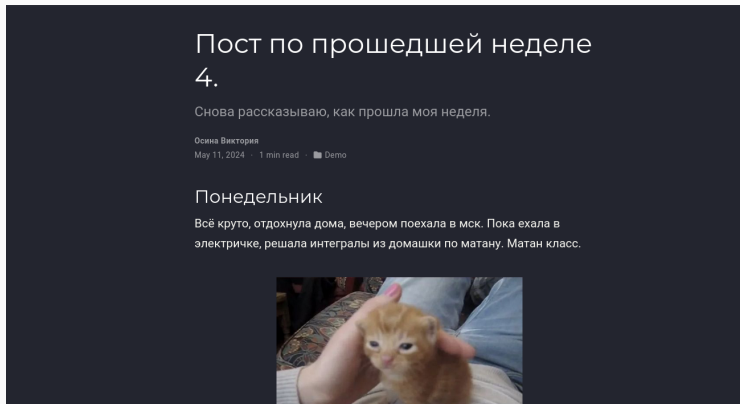 Пост по прошедшей неделе
4.
Снова рассказываю, как прошла моя неделя.
Осина Виктория
May 11, 2024 · 1 min read · Demo
Понедельник
Всё круто, отдохнула дома, вечером поехала в мск. Пока ехала в
электричке, решала интегралы из домашки по матану. Матан класс.